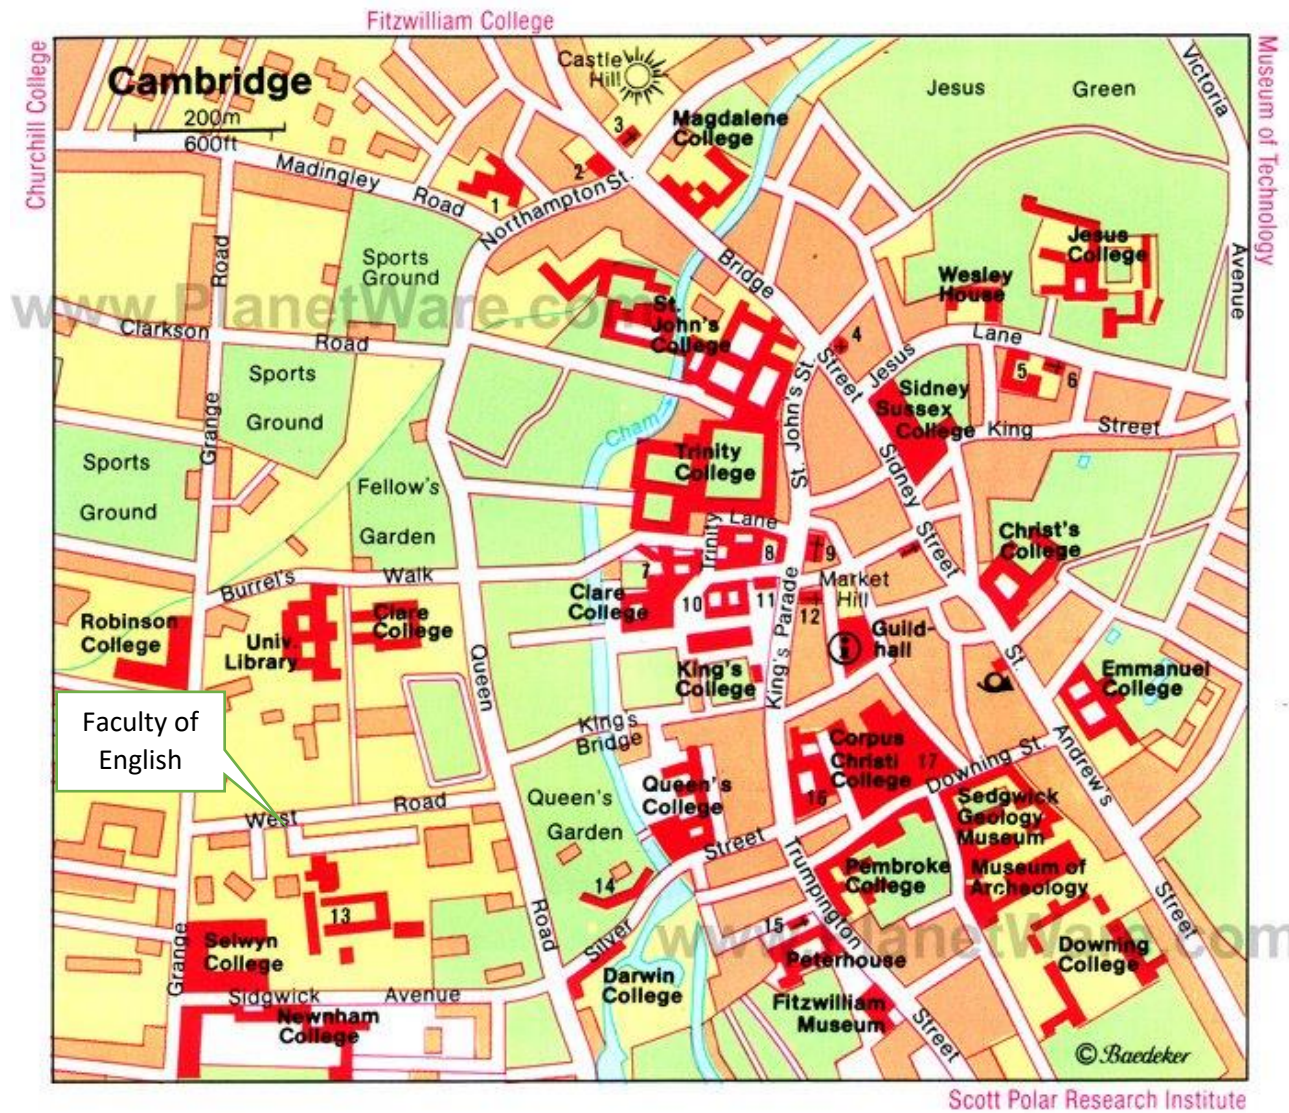 Fitzwilliam College
Churchill College
Museum of Technology
Cambridge
200m
600ft
Castle
Hill
Jesus Green
Victoria
Avenue
3
Magdalene
College
2
Madingley Road
1
Northampton St.
Sports
Ground
Road
Bridge
Street
Jesus
College
Wesley
House
www.PlanetWare.com
St.
John's
College
Clarkson Road
4
Lane
Jesus
5
6
Sports
Ground
Sidney
Sussex
College
King Street
St. John's St.
Cham
Grange
Trinity
College
Sidney
Street
Sports
Ground
Fellow's
Garden
Trinity
Lane
Christ's
College
7
8
9
Market
Hill
Burrel's Walk
Clare
College
10
11
12
Robinson
College
Univ.
Library
Clare
College
Guild-
hall
i
King's Parade
Queen
St.
King's
College
Emmanuel
College
Faculty of
English
King's
Bridge
Corpus
Christi
College
17
Downing St.
Andrew's
Queen's
College
16
Queen's
Garden
Sedgwick
Geology
Museum
West Road
Street
Trumpington
Pembroke
College
Museum of
Archeology
14
13
15
Silver
Road
Street
www.PlanetWare.com
Selwyn
College
Grange
Peterhouse
Downing
College
Darwin
College
Sidgwick Avenue
Fitzwilliam
Museum
Street
Newnham
College
© Baedeker
Scott Polar Research Institute